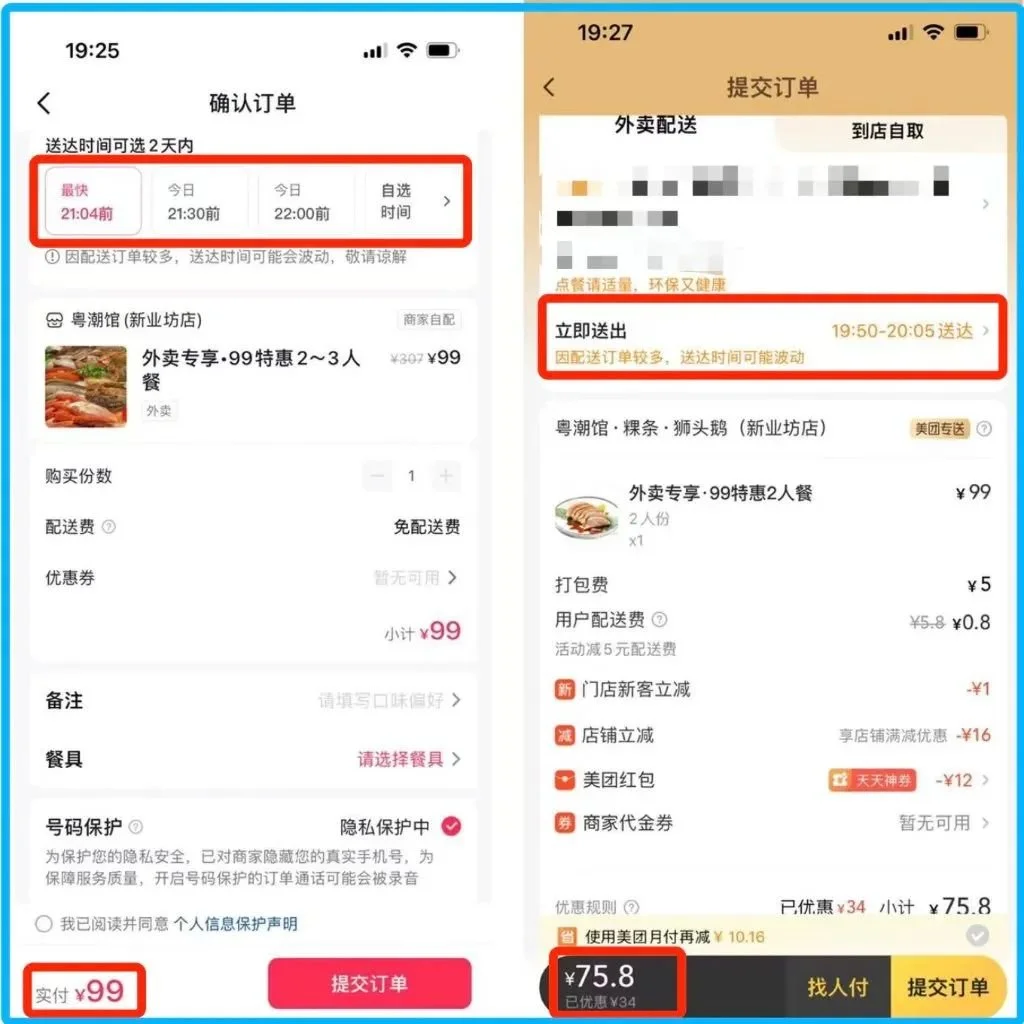 19:25
确认订单
送达时间可选2天内
最快
21:04前
今日
21:30前
今日
22:00前
自选
时间
因配送订单较多，送达时间可能会波动，敬请谅解
粤潮馆(新业坊店)
商家自配
外卖专享·99特惠2～3人
餐
¥307 ¥99
外卖
购买份数
1
配送费
免配送费
优惠券
暂无可用
小计 ¥99
备注
请填写口味偏好
餐具
请选择餐具
号码保护
隐私保护中
为保护您的隐私安全，已对商家隐藏您的真实手机号，为
保障服务质量，开启号码保护的订单通话可能会被录音
我已阅读并同意 个人信息保护声明
实付 ¥99
提交订单
19:27
提交订单
外卖配送
到店自取
点餐请适量，环保又健康
立即送出
19:50-20:05送达
因配送订单较多，送达时间可能波动
粤潮馆·粿条·狮头鹅（新业坊店）
美团专送
外卖专享·99特惠2人餐
¥99
2人份
x1
打包费
¥5
用户配送费
¥5.8 ¥0.8
活动减5元配送费
新 门店新客立减
-¥1
减 店铺立减
享店铺满减优惠 -¥16
美团红包
天天神券 -¥12
券 商家代金券
暂无可用
优惠规则
已优惠 ¥34 小计 ¥75.8
省 使用美团月付再减 ¥10.16
¥75.8
已优惠¥34
找人付
提交订单